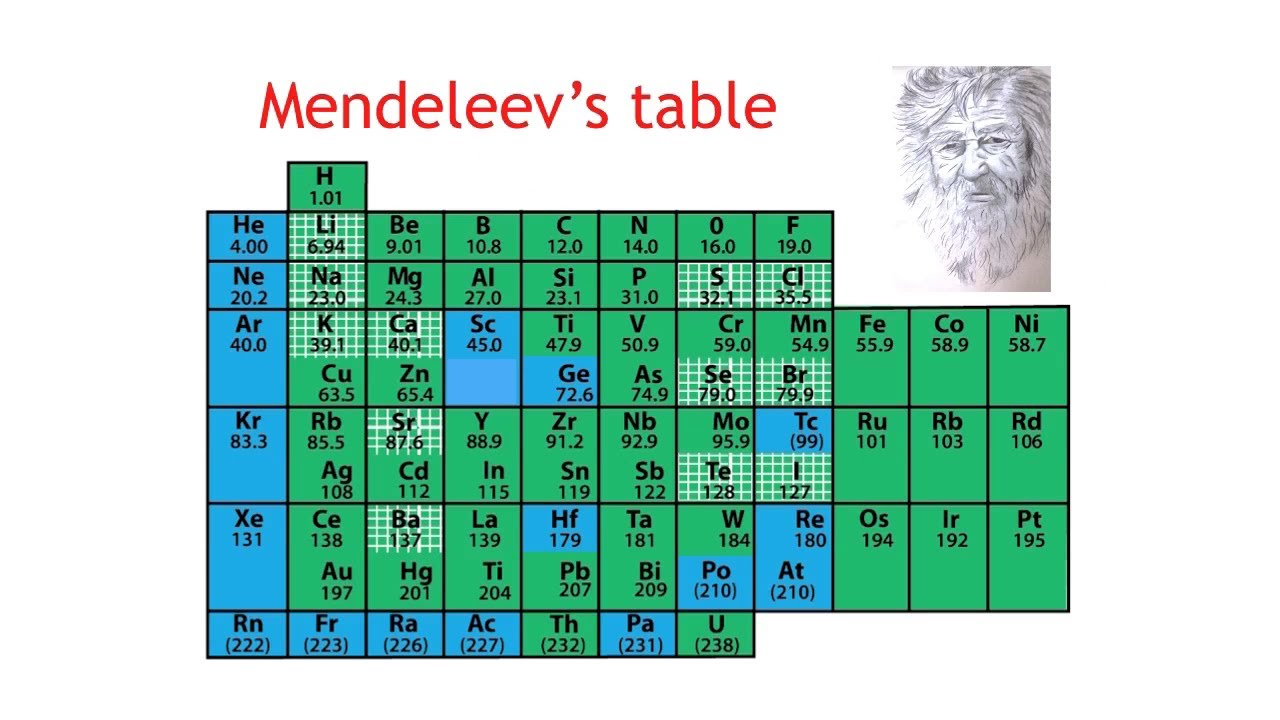 Mendeleev's table
H
1.01
He Li Be B C N 0 F
4.00 6.94 9.01 10.8 12.0 14.0 16.0 19.0
Ne Na Mg Al Si P S Cl
20.2 23.0 24.3 27.0 23.1 31.0 32.1 35.5
Ar K Ca Sc Ti V Cr Mn Fe Co Ni
40.0 39.1 40.1 45.0 47.9 50.9 59.0 54.9 55.9 58.9 58.7
Cu Zn Ge As Se Br
63.5 65.4 72.6 74.9 79.0 79.9
Kr Rb Sr Y Zr Nb Mo Tc Ru Rb Rd
83.3 85.5 87.6 88.9 91.2 92.9 95.9 (99) 101 103 106
Ag Cd In Sn Sb Te I
108 112 115 119 122 128 127
Xe Ce Ba La Hf Ta W Re Os Ir Pt
131 138 137 139 179 181 184 180 194 192 195
Au Hg Ti Pb Bi Po At
197 201 204 207 209 (210) (210)
Rn Fr Ra Ac Th Pa U
(222) (223) (226) (227) (232) (231) (238)